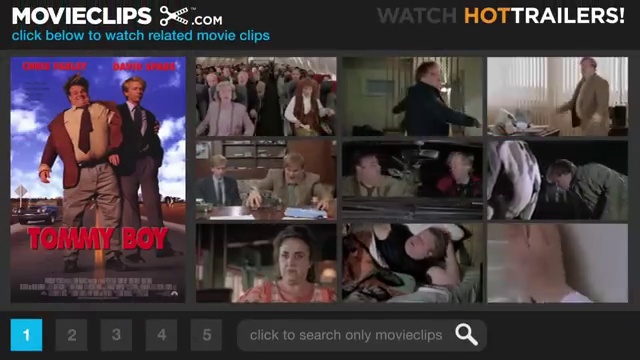 MOVIECLIPS .COM
WATCH HOTTRAILERS!
click below to watch related movie clips
CHRIS FARLEY DAVID SPADE
TOMMY BOY
1 2 3 4 5 click to search only movieclips